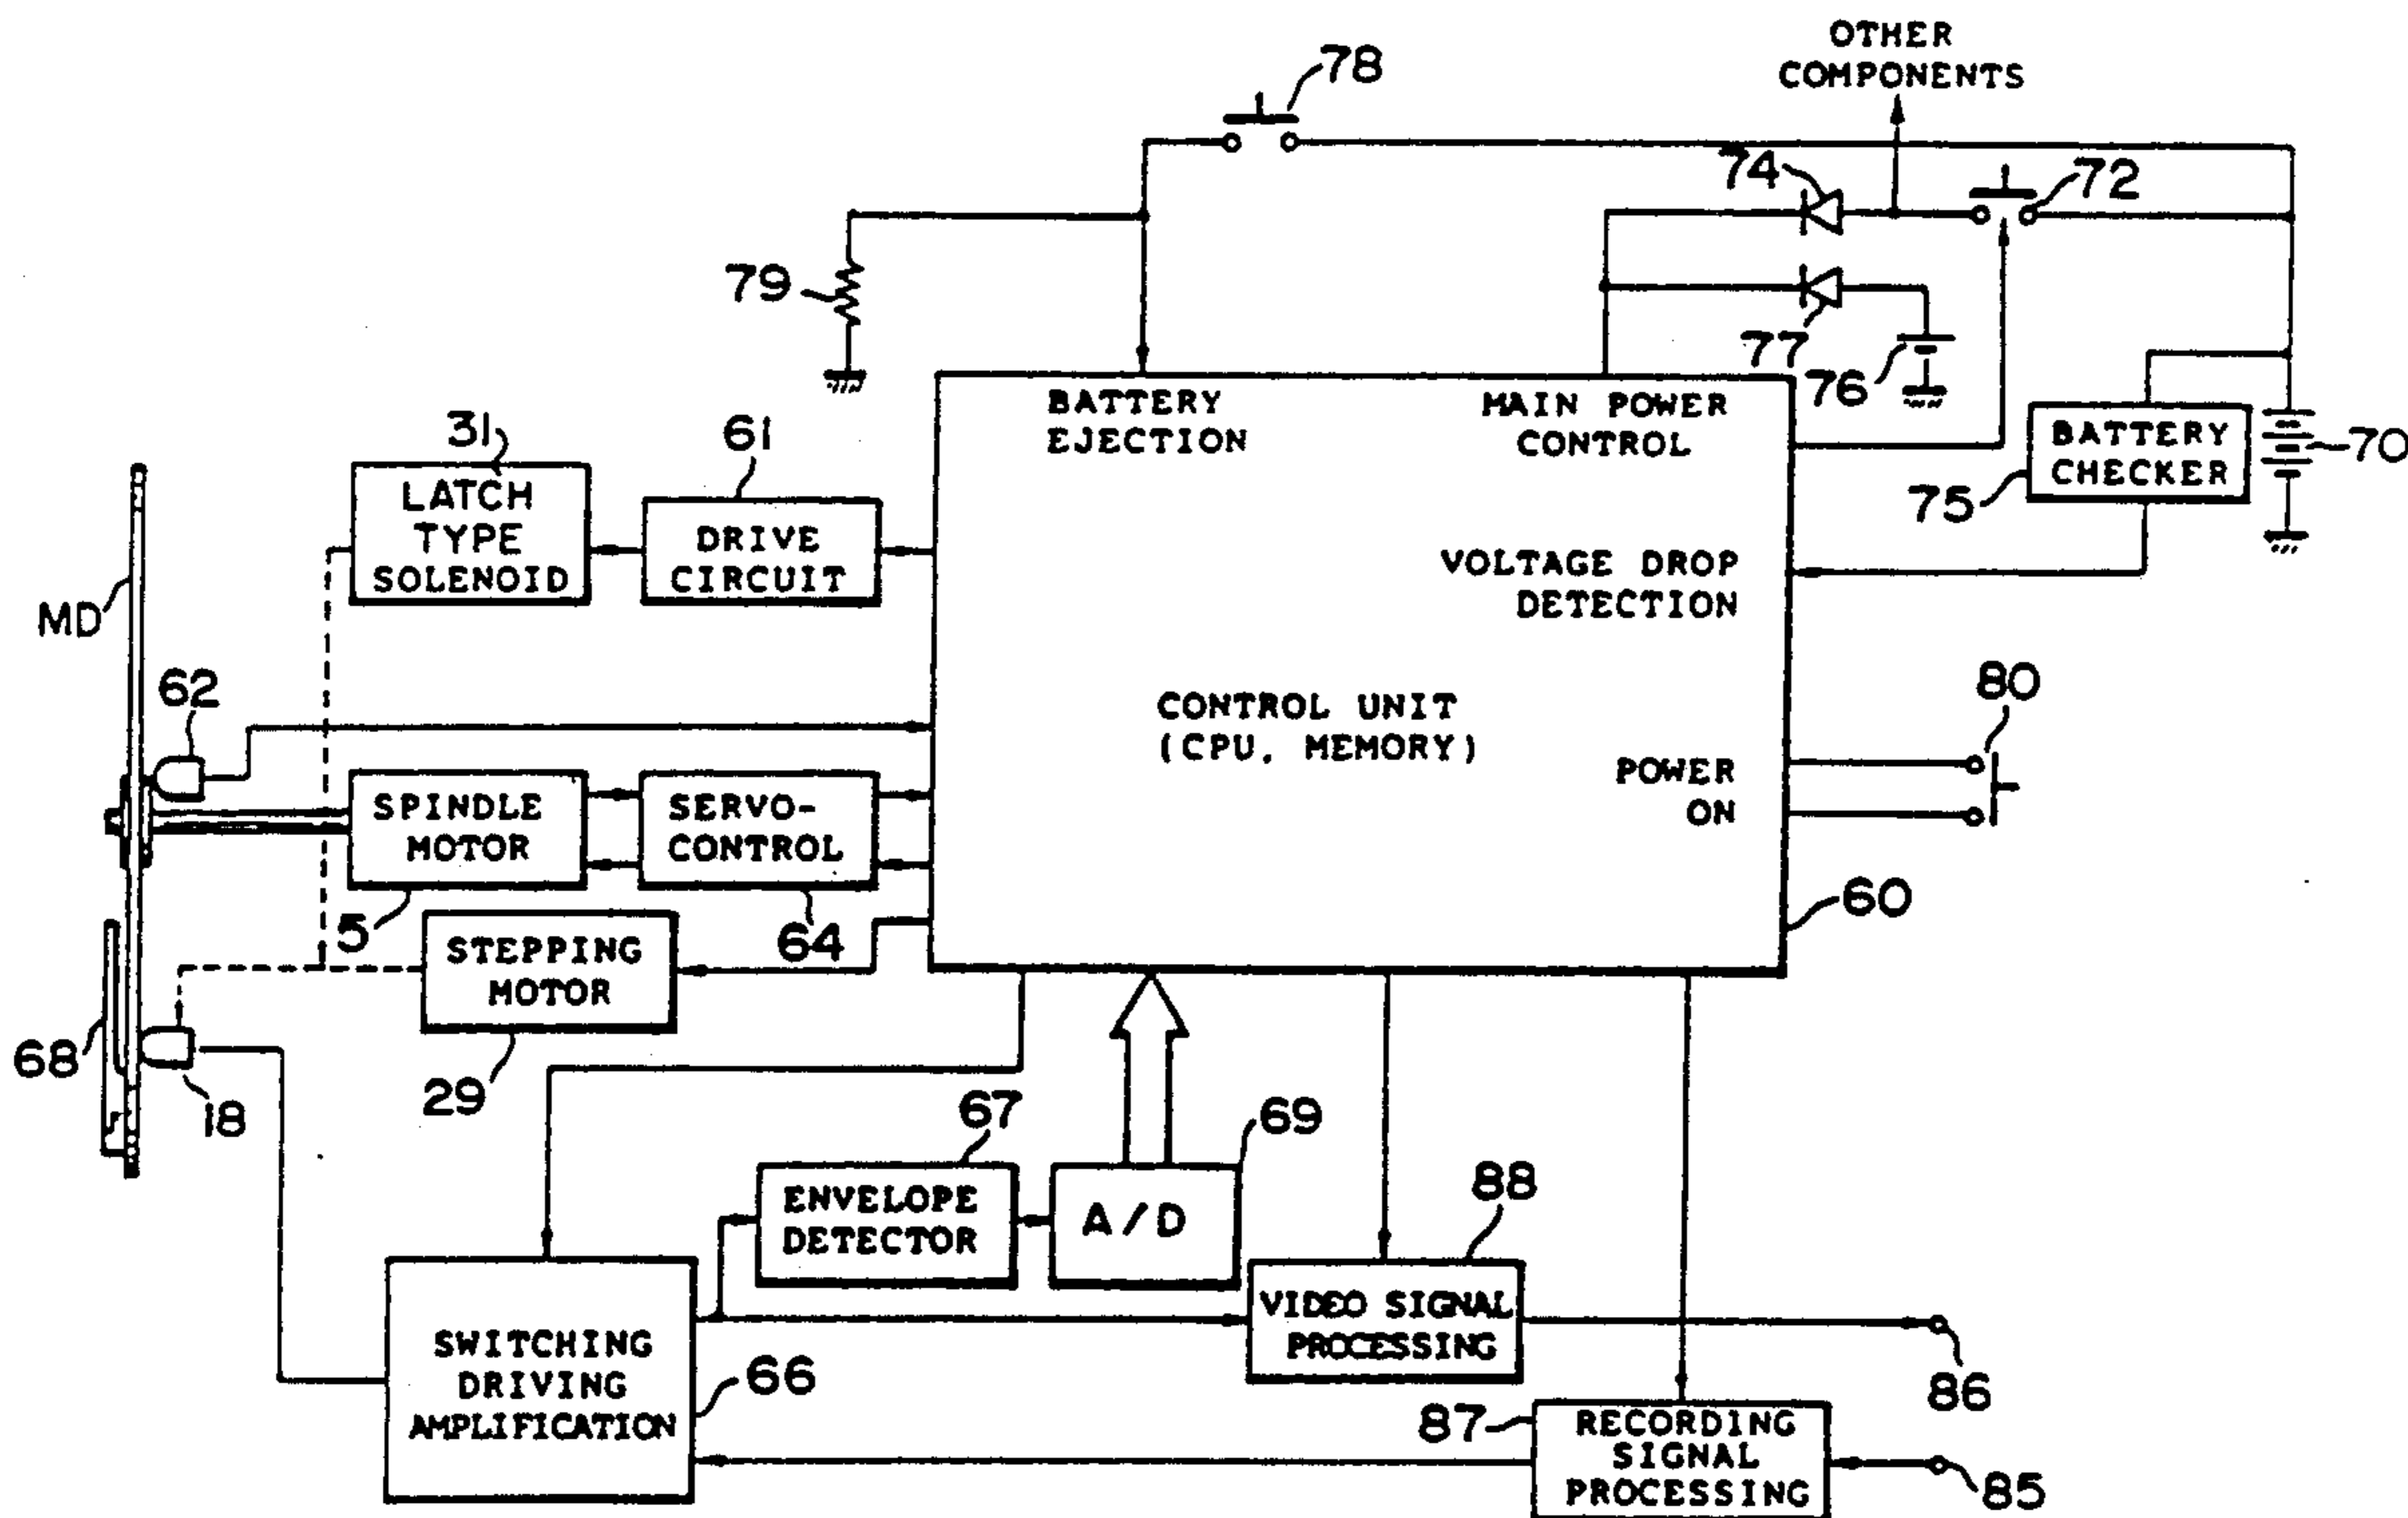 OTHER
COMPONENTS
78
74
72
79
77
76
BATTERY
EJECTION
MAIN POWER
CONTROL
BATTERY
CHECKER
70
75
31
61
LATCH
TYPE
SOLENOID
DRIVE
CIRCUIT
VOLTAGE DROP
DETECTION
MD
62
CONTROL UNIT
(CPU, MEMORY)
80
POWER
ON
SPINDLE
MOTOR
SERVO-
CONTROL
5
64
60
STEPPING
MOTOR
68
18
29
67
69
ENVELOPE
DETECTOR
A/D
88
VIDEO SIGNAL
PROCESSING
SWITCHING
DRIVING
AMPLIFICATION
66
86
87
RECORDING
SIGNAL
PROCESSING
85